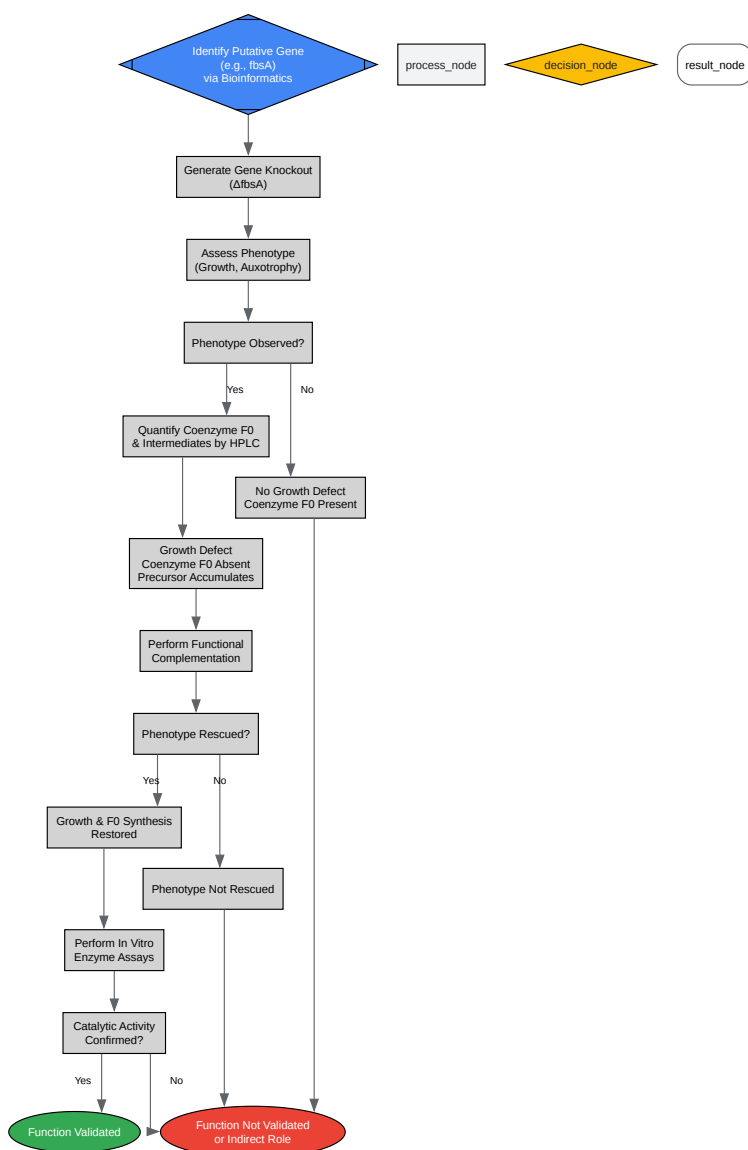 Identify Putative Gene
(e.g., fbsA)
via Bioinformatics
process_node
decision_node
result_node
Generate Gene Knockout
(ΔfbsA)
Assess Phenotype
(Growth, Auxotrophy)
Phenotype Observed?
Yes
No
Quantify Coenzyme F0
& Intermediates by HPLC
No Growth Defect
Coenzyme F0 Present
Growth Defect
Coenzyme F0 Absent
Precursor Accumulates
Perform Functional
Complementation
Phenotype Rescued?
Yes
No
Growth & F0 Synthesis
Restored
Phenotype Not Rescued
Perform In Vitro
Enzyme Assays
Catalytic Activity
Confirmed?
Yes
No
Function Validated
Function Not Validated
or Indirect Role